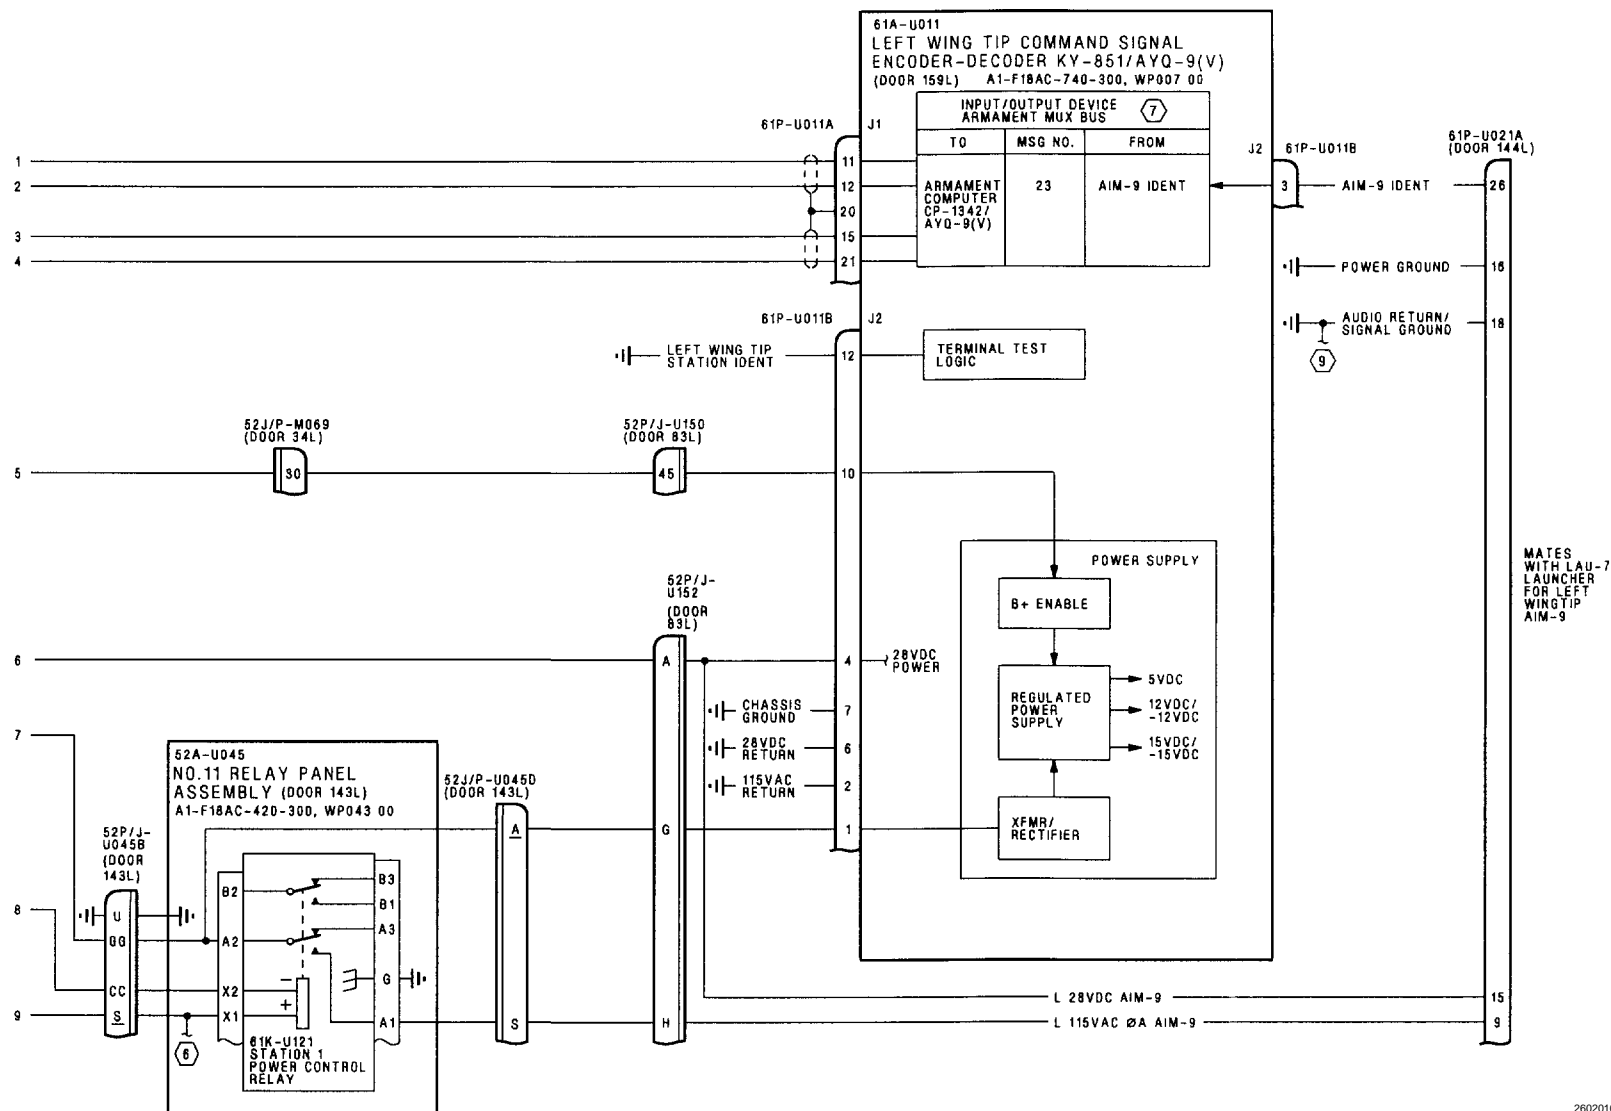 61A-U011
LEFT WING TIP COMMAND SIGNAL
ENCODER-DECODER KY-851/AYQ-9(V)
(DOOR 159L) A1-F18AC-740-300, WP007 00
INPUT/OUTPUT DEVICE
ARMAMENT MUX BUS
7
TO MSG NO. FROM
ARMAMENT
COMPUTER
CP-1342/
AYQ-9(V)
23
AIM-9 IDENT
61P-U011A J1
11
12
20
15
21
1
2
3
4
J2 61P-U011B
3
AIM-9 IDENT
61P-U021A
(DOOR 144L)
26
POWER GROUND
16
AUDIO RETURN/
SIGNAL GROUND
18
9
61P-U011B J2
LEFT WING TIP
STATION IDENT
12
TERMINAL TEST
LOGIC
52J/P-M069
(DOOR 34L)
52P/J-U150
(DOOR 83L)
5
30
45
10
POWER SUPPLY
B+ ENABLE
REGULATED
POWER
SUPPLY
5VDC
12VDC/
-12VDC
15VDC/
-15VDC
XFMR/
RECTIFIER
MATES
WITH LAU-7
LAUNCHER
FOR LEFT
WINGTIP
AIM-9
52P/J-
U152
(DOOR
83L)
6
A
4
28VDC
POWER
CHASSIS
GROUND
7
28VDC
RETURN
6
115VAC
RETURN
2
7
52A-U045
NO.11 RELAY PANEL
ASSEMBLY (DOOR 143L)
A1-F18AC-420-300, WP043 00
52J/P-U045D
(DOOR 143L)
A
G
1
52P/J-
U045B
(DOOR
143L)
8
U
GG
CC
S
9
B2
A2
X2
X1
B3
B1
A3
G
A1
-
+
6
61K-U121
STATION 1
POWER CONTROL
RELAY
S
H
L 28VDC AIM-9
15
L 115VAC ØA AIM-9
9